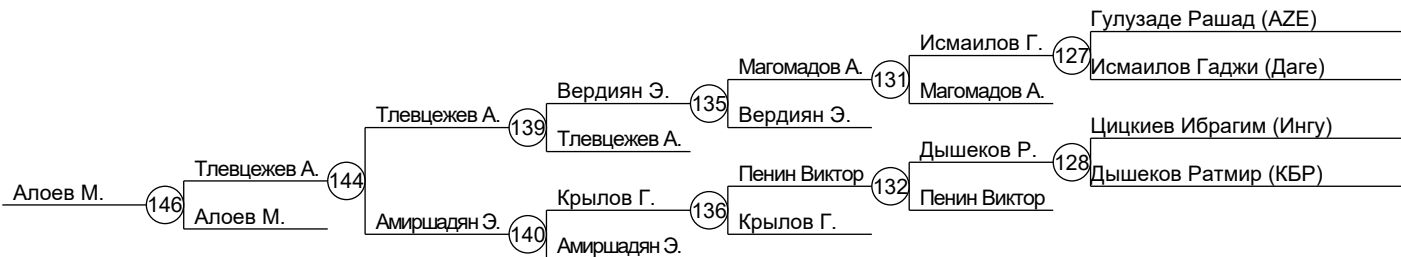 Гулузаде Рашад (AZE)
Исмаилов Г.
127
Исмаилов Гаджи (Даге)
Магомадов А.
131
Магомадов А.
Вердиян Э.
135
Вердиян Э.
Тлевцежев А.
139
Тлевцежев А.
Цицкиев Ибрагим (Ингу)
Дышеков Р.
128
Дышеков Ратмир (КБР)
Пенин Виктор
132
Пенин Виктор
Тлевцежев А.
144
Алоев М.
146
Алоев М.
Крылов Г.
136
Крылов Г.
Амиршадян Э.
140
Амиршадян Э.